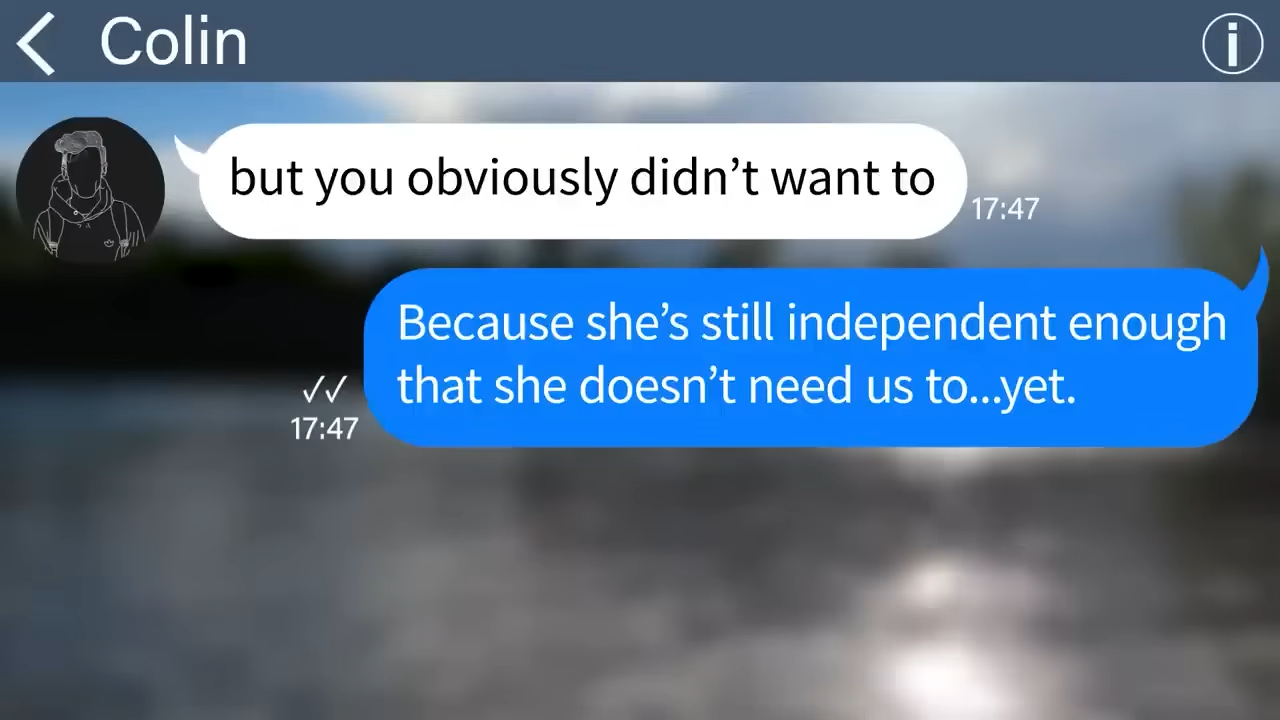 Colin
i
but you obviously didn’t want to
17:47
Because she’s still independent enough
that she doesn’t need us to...yet.
17:47